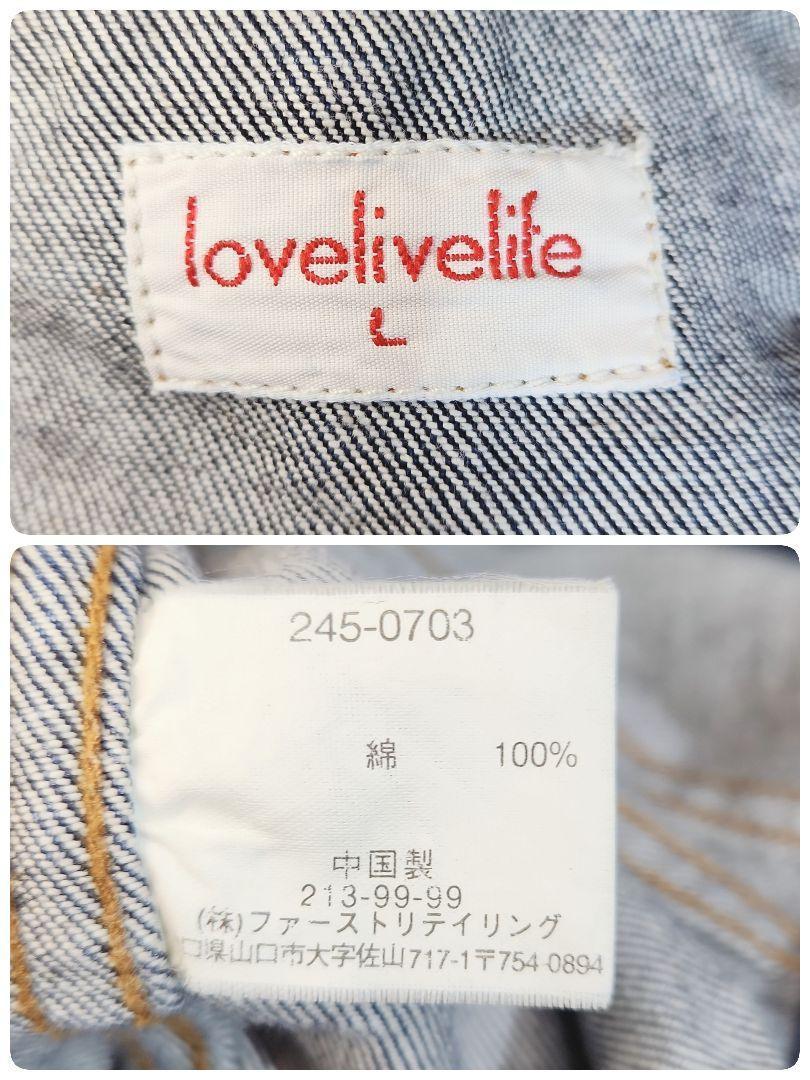 lovelivelife
L
245-0703
綿 100%
中国製
213-99-99
(株)ファーストリテイリング
口県山口市大字佐山717-1〒754-0894